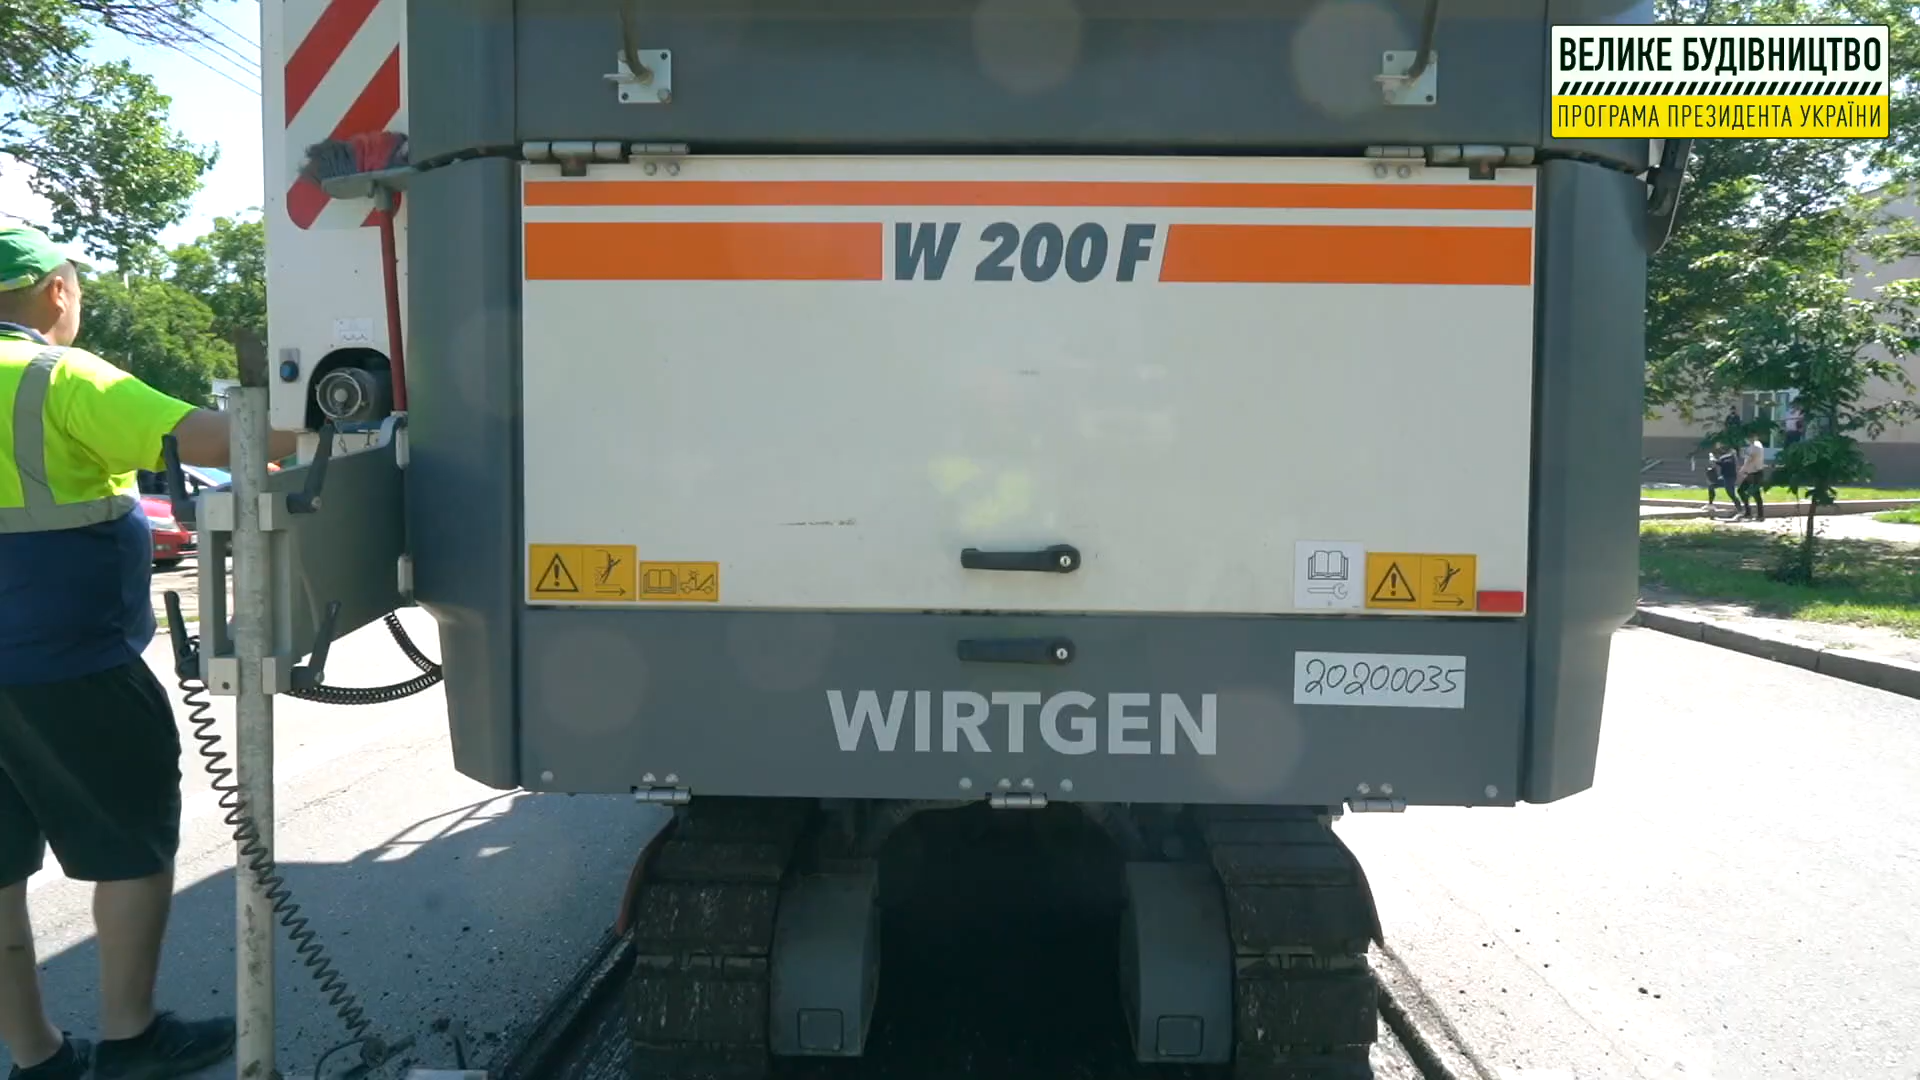 ВЕЛИКЕ БУДІВНИЦТВО
ПРОГРАМА ПРЕЗИДЕНТА УКРАЇНИ
W 200 F
20200035
WIRTGEN